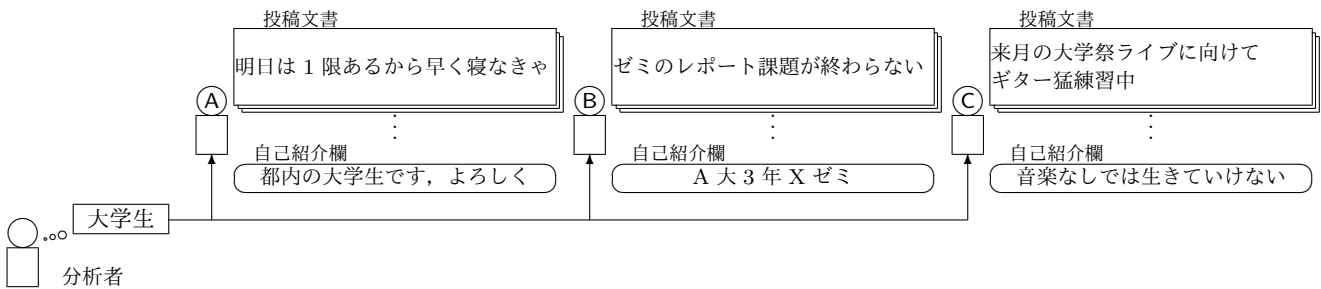 投稿文書
明日は 1 限あるから早く寝なきゃ
A
⋮
自己紹介欄
都内の大学生です，よろしく
投稿文書
ゼミのレポート課題が終わらない
B
⋮
自己紹介欄
A 大 3 年 X ゼミ
投稿文書
来月の大学祭ライブに向けて
ギター猛練習中
C
⋮
自己紹介欄
音楽なしでは生きていけない
大学生
分析者